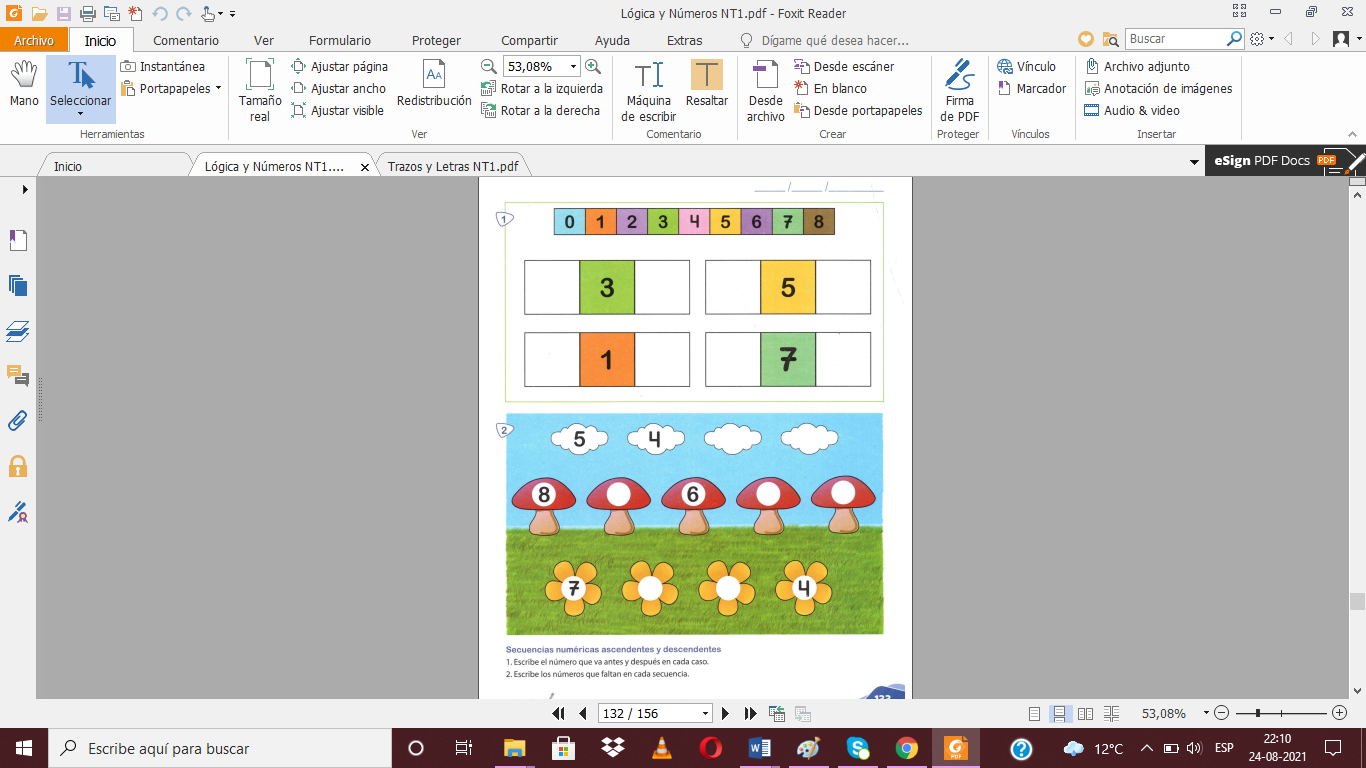 Lógica y Números NT1.pdf - Foxit Reader
Archivo Inicio Comentario Ver Formulario Proteger Compartir Ayuda Extras Dígame qué desea hacer... Buscar
Mano
Seleccionar
Instantánea
Portapapeles
Herramientas
Tamaño real
Ajustar página
Ajustar ancho
Ajustar visible
Redistribución
53,08%
Rotar a la izquierda
Rotar a la derecha
Ver
Máquina de escribir
Resaltar
Comentario
Desde archivo
Desde escáner
En blanco
Desde portapapeles
Crear
Firma de PDF
Proteger
Vínculo
Marcador
Vínculos
Archivo adjunto
Anotación de imágenes
Audio & video
Insertar
Inicio Lógica y Números NT1.... Trazos y Letras NT1.pdf eSign PDF Docs PDF
______ /______ /___________
1
0 1 2 3 4 5 6 7 8
3 5
1 7
2
5 4
8 6
7 4
Secuencias numéricas ascendentes y descendentes
1. Escribe el número que va antes y después en cada caso.
2. Escribe los números que faltan en cada secuencia.
132 / 156 53,08%
Escribe aquí para buscar 12°C ESP 22:10
24-08-2021